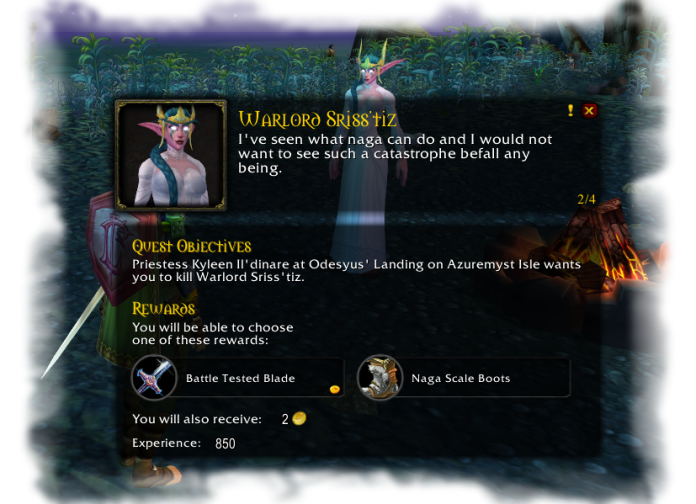 Warlord Sriss'tiz
I've seen what naga can do and I would not
want to see such a catastrophe befall any
being.
2/4
Quest Objectives
Priestess Kyleen Il'dinare at Odesyus' Landing on Azuremyst Isle wants
you to kill Warlord Sriss'tiz.
Rewards
You will be able to choose
one of these rewards:
Battle Tested Blade
Naga Scale Boots
You will also receive: 2
Experience: 850